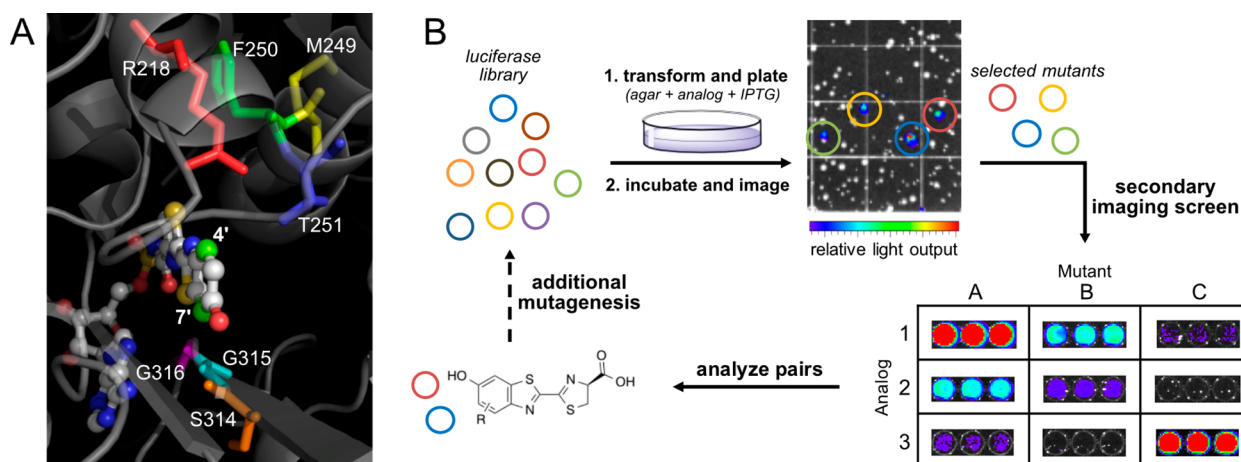 A
R218
F250
M249
T251
4'
7'
G316
G315
S314
B
luciferase
library
1. transform and plate
(agar + analog + IPTG)
2. incubate and image
relative light output
selected mutants
secondary
imaging screen
Mutant
A B C
Analog
1
2
3
analyze pairs
HO
S
N
N
S
O
OH
R
additional
mutagenesis